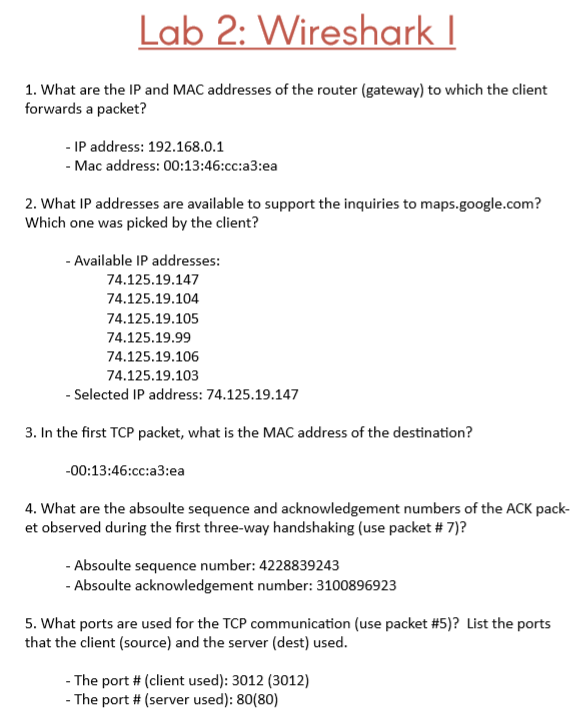 Lab 2: Wireshark I
1. What are the IP and MAC addresses of the router (gateway) to which the client
forwards a packet?
- IP address: 192.168.0.1
- Mac address: 00:13:46:cc:a3:ea
2. What IP addresses are available to support the inquiries to maps.google.com?
Which one was picked by the client?
- Available IP addresses:
74.125.19.147
74.125.19.104
74.125.19.105
74.125.19.99
74.125.19.106
74.125.19.103
- Selected IP address: 74.125.19.147
3. In the first TCP packet, what is the MAC address of the destination?
-00:13:46:cc:a3:ea
4. What are the absoulte sequence and acknowledgement numbers of the ACK pack-
et observed during the first three-way handshaking (use packet # 7)?
- Absoulte sequence number: 4228839243
- Absoulte acknowledgement number: 3100896923
5. What ports are used for the TCP communication (use packet #5)? List the ports
that the client (source) and the server (dest) used.
- The port # (client used): 3012 (3012)
- The port # (server used): 80(80)